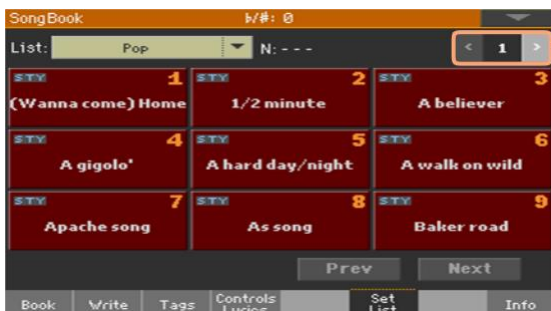 SongBook b/#: 0
List: Pop N: - - - < 1 >
STY 1 STY 2 STY 3
(Wanna come) Home 1/2 minute A believer
STY 4 STY 5 STY 6
A gigolo' A hard day/night A walk on wild
STY 7 STY 8 STY 9
Apache song As song Baker road
Prev Next
Book Write Tags Controls Set Info
Lyrics List